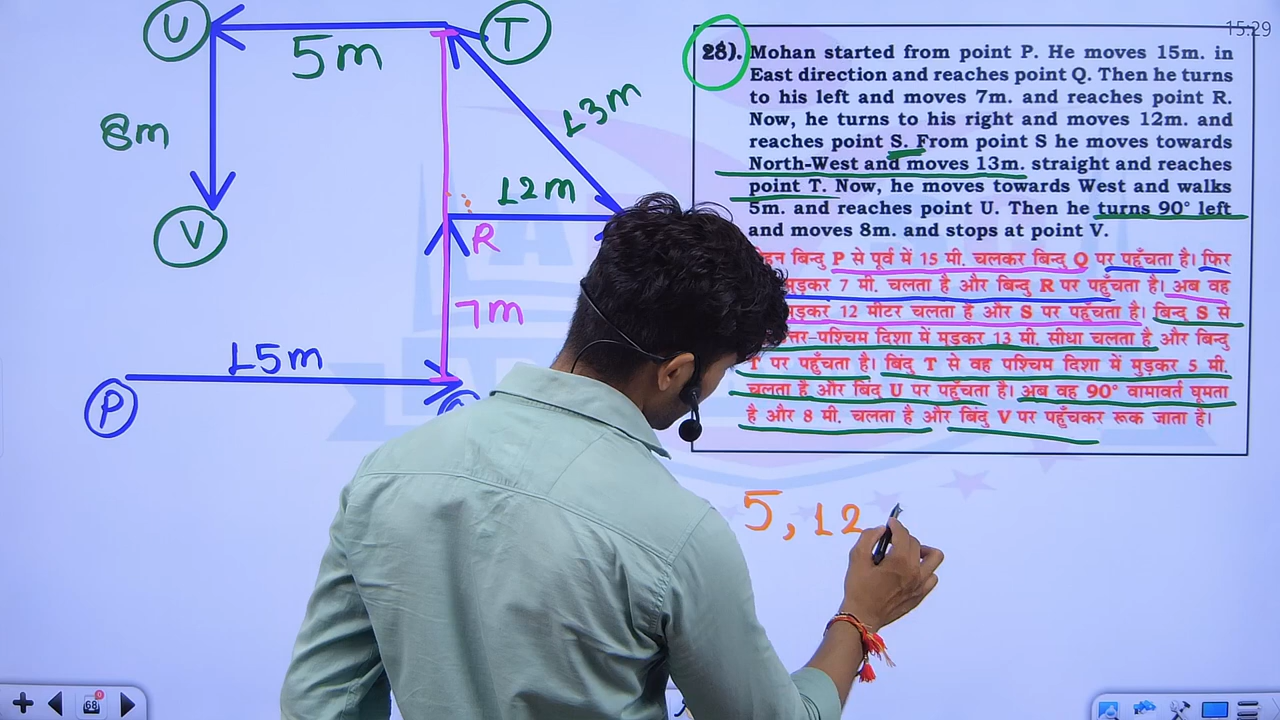 U
T
5m
13m
8m
12m
V
R
7m
15m
P
15:29
28). Mohan started from point P. He moves 15m. in
East direction and reaches point Q. Then he turns
to his left and moves 7m. and reaches point R.
Now, he turns to his right and moves 12m. and
reaches point S. From point S he moves towards
North-West and moves 13m. straight and reaches
point T. Now, he moves towards West and walks
5m. and reaches point U. Then he turns 90° left
and moves 8m. and stops at point V.
बिन्दु P से पूर्व में 15 मी. चलकर बिन्दु Q पर पहुँचता है। फिर
मुड़कर 7 मी. चलता है और बिन्दु R पर पहुँचता है। अब वह
मुड़कर 12 मीटर चलता है और S पर पहुँचता है। बिन्दु S से
दिशा में मुड़कर 13 मी. सीधा चलता है और बिन्दु
T पर पहुँचता है। बिंदु T से वह पश्चिम दिशा में मुड़कर 5 मी.
चलता है और बिंदु U पर पहुँचता है। अब वह 90° वामावर्त घूमता
है और 8 मी. चलता है और बिंदु V पर पहुँचकर रूक जाता है।
5, 12
68